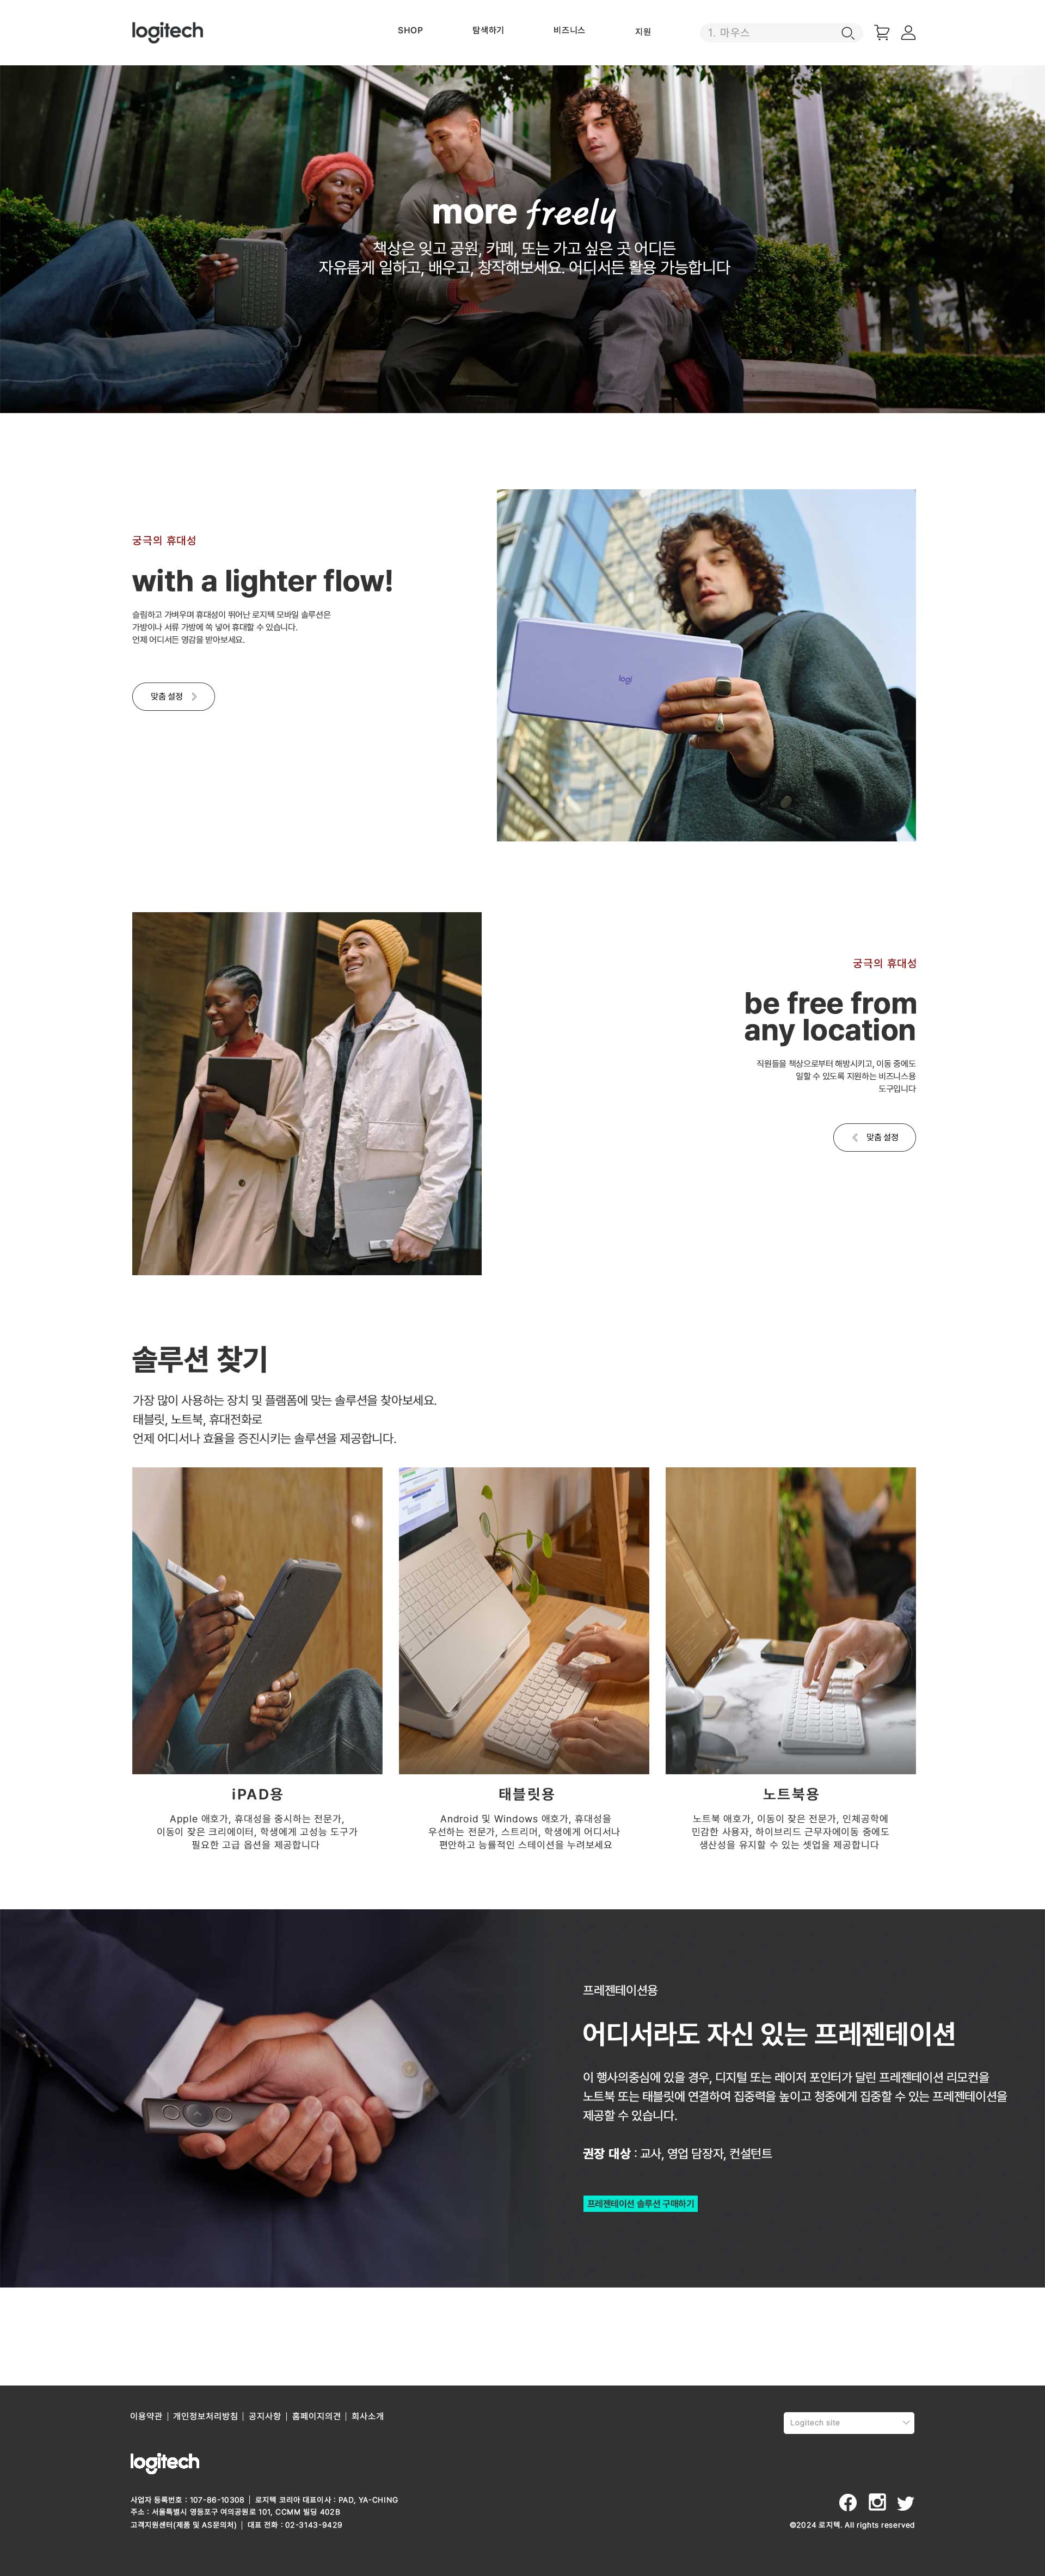 logitech
SHOP
탐색하기
비즈니스
지원
1. 마우스
more freely
책상은 잊고 공원, 카페, 또는 가고 싶은 곳 어디든
자유롭게 일하고, 배우고, 창작해보세요. 어디서든 활용 가능합니다
궁극의 휴대성
with a lighter flow!
슬림하고 가벼우며 휴대성이 뛰어난 로지텍 모바일 솔루션은
가방이나 서류 가방에 쏙 넣어 휴대할 수 있습니다.
언제 어디서든 영감을 받아보세요.
맞춤 설정
logi
궁극의 휴대성
be free from
any location
직원들을 책상으로부터 해방시키고, 이동 중에도
일할 수 있도록 지원하는 비즈니스용
도구입니다
맞춤 설정
솔루션 찾기
가장 많이 사용하는 장치 및 플랫폼에 맞는 솔루션을 찾아보세요.
태블릿, 노트북, 휴대전화로
언제 어디서나 효율을 증진시키는 솔루션을 제공합니다.
iPAD용
Apple 애호가, 휴대성을 중시하는 전문가,
이동이 잦은 크리에이터, 학생에게 고성능 도구가
필요한 고급 옵션을 제공합니다
태블릿용
Android 및 Windows 애호가, 휴대성을
우선하는 전문가, 스트리머, 학생에게 어디서나
편안하고 능률적인 스테이션을 누려보세요
노트북용
노트북 애호가, 이동이 잦은 전문가, 인체공학에
민감한 사용자, 하이브리드 근무자에이동 중에도
생산성을 유지할 수 있는 셋업을 제공합니다
프레젠테이션용
어디서라도 자신 있는 프레젠테이션
이 행사의중심에 있을 경우, 디지털 또는 레이저 포인터가 달린 프레젠테이션 리모컨을
노트북 또는 태블릿에 연결하여 집중력을 높이고 청중에게 집중할 수 있는 프레젠테이션을
제공할 수 있습니다.
권장 대상 : 교사, 영업 담장자, 컨설턴트
프레젠테이션 솔루션 구매하기
이용약관 | 개인정보처리방침 | 공지사항 | 홈페이지의견 | 회사소개
Logitech site
logitech
사업자 등록번호 : 107-86-10308 | 로지텍 코리아 대표이사 : PAD, YA-CHING
주소 : 서울특별시 영등포구 여의공원로 101, CCMM 빌딩 402B
고객지원센터(제품 및 AS문의처) | 대표 전화 : 02-3143-9429
©2024 로지텍. All rights reserved